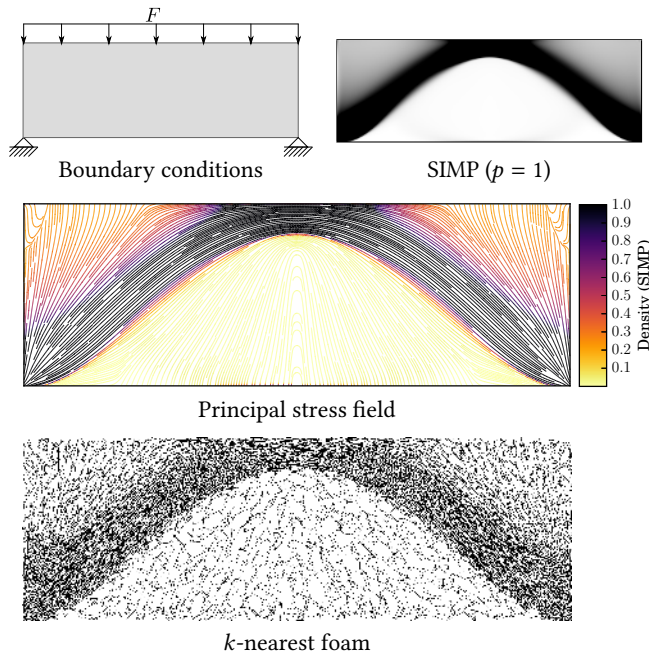 F
Boundary conditions
SIMP (p = 1)
1.0
0.9
0.8
0.7
0.6
0.5
0.4
0.3
0.2
0.1
Density (SIMP)
Principal stress field
k-nearest foam